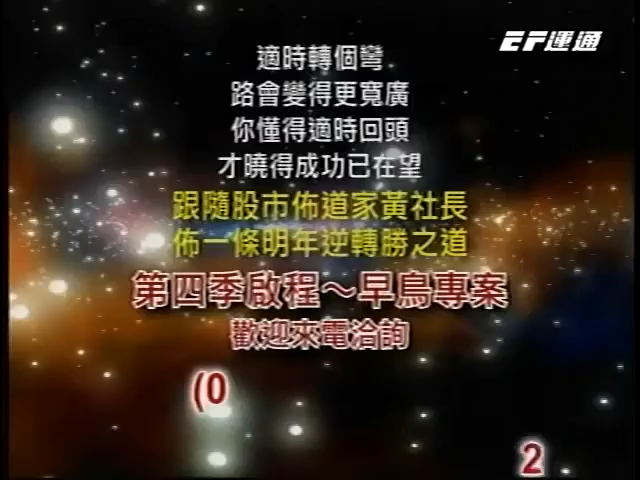 EF運通
適時轉個彎
路會變得更寬廣
你懂得適時回頭
才曉得成功已在望
跟隨股市佈道家黃社長
佈一條明年逆轉勝之道
第四季啟程~早鳥專案
歡迎來電洽詢
(0
2